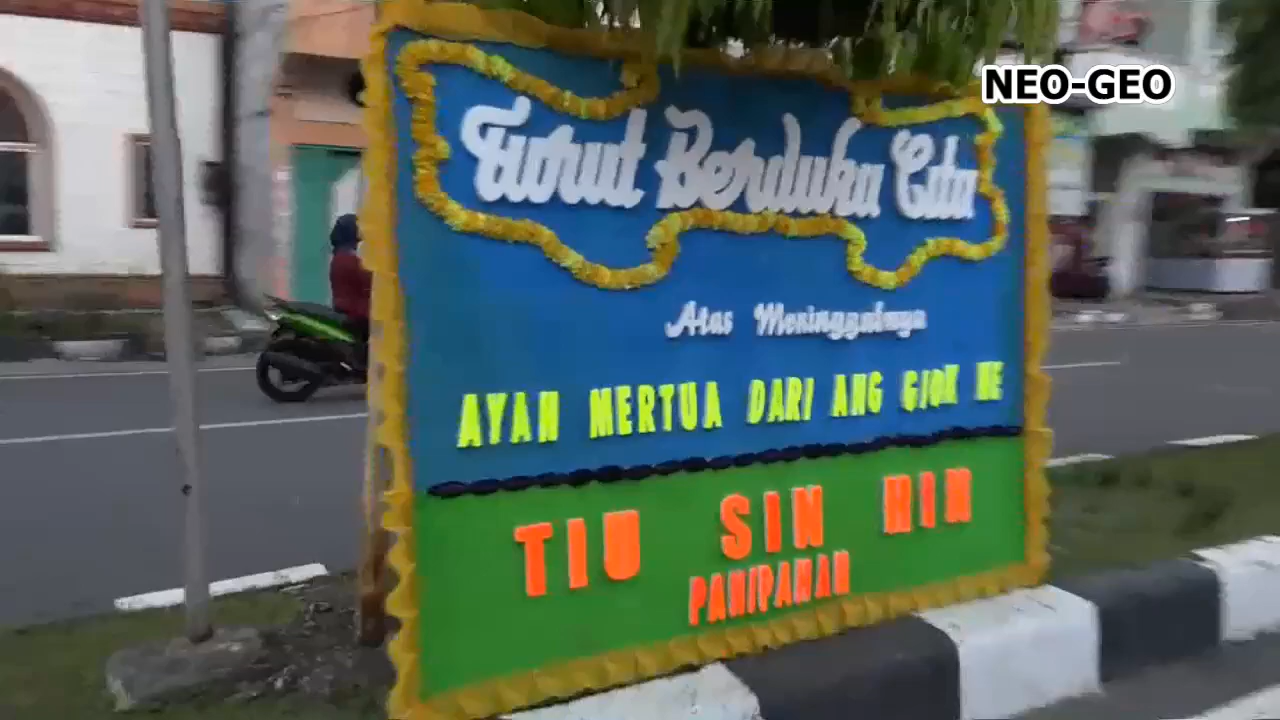 NEO-GEO
Turut Berduka Cita
Atas Meninggalnya
AYAH MERTUA DARI ANG GIOK HE
TIU SIN HIN
PANIPAHAN